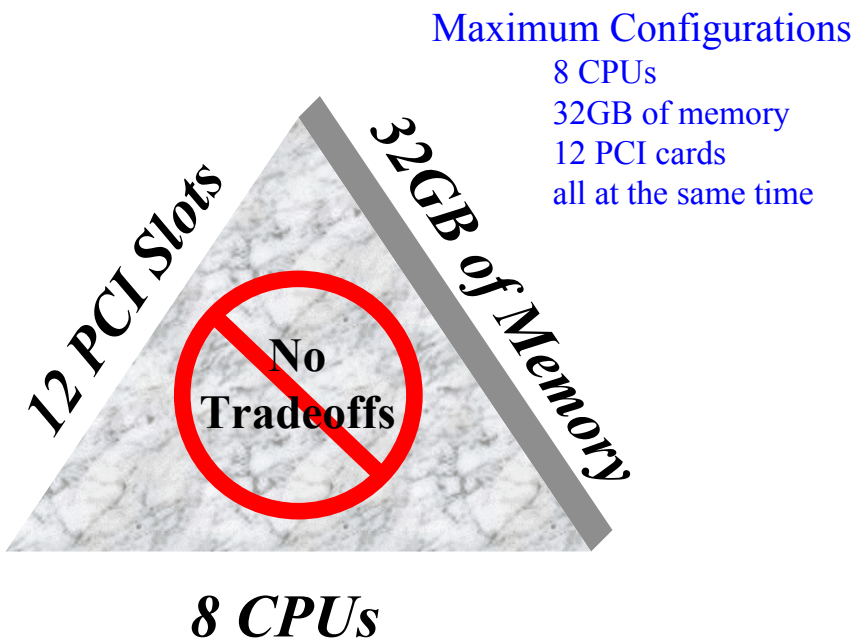 Maximum Configurations
8 CPUs
32GB of memory
12 PCI cards
all at the same time
12 PCI Slots
32GB of Memory
No
Tradeoffs
8 CPUs